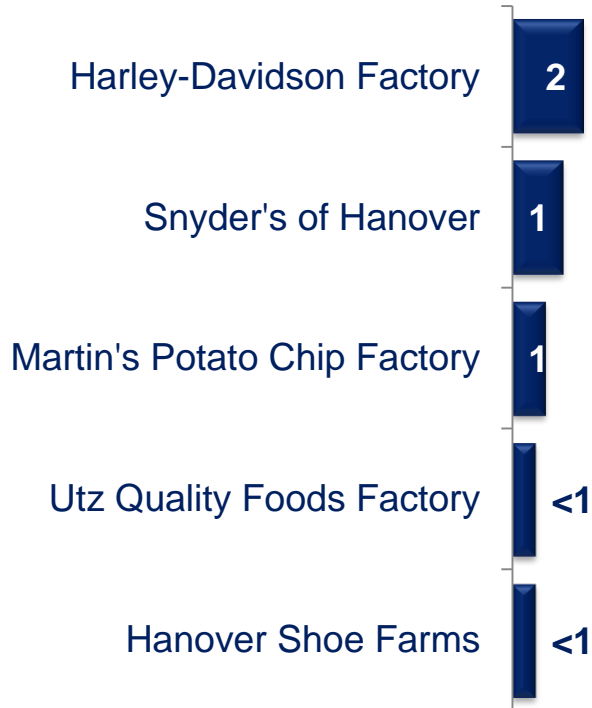 Harley-Davidson Factory 2
Snyder's of Hanover 1
Martin's Potato Chip Factory 1
Utz Quality Foods Factory <1
Hanover Shoe Farms <1